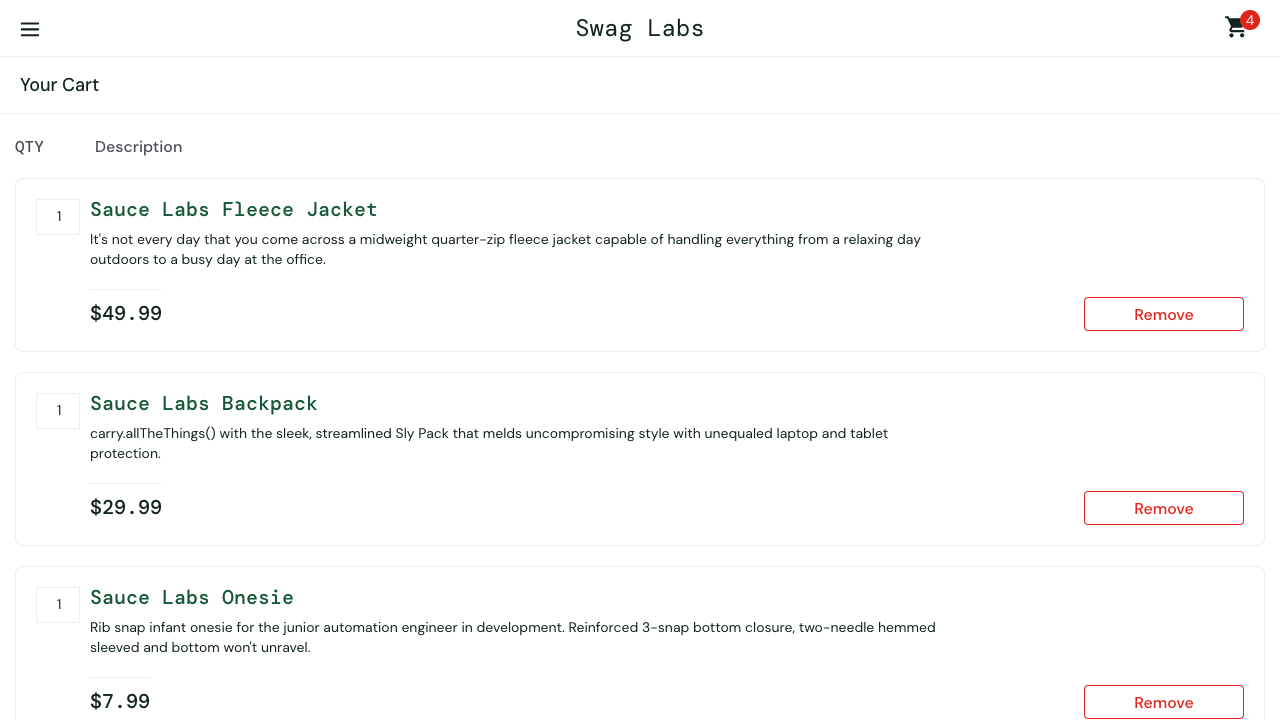 Swag Labs
4
Your Cart
QTY Description
1
Sauce Labs Fleece Jacket
It's not every day that you come across a midweight quarter-zip fleece jacket capable of handling everything from a relaxing day
outdoors to a busy day at the office.
$49.99
Remove
1
Sauce Labs Backpack
carry.allTheThings() with the sleek, streamlined Sly Pack that melds uncompromising style with unequaled laptop and tablet
protection.
$29.99
Remove
1
Sauce Labs Onesie
Rib snap infant onesie for the junior automation engineer in development. Reinforced 3-snap bottom closure, two-needle hemmed
sleeved and bottom won't unravel.
$7.99
Remove